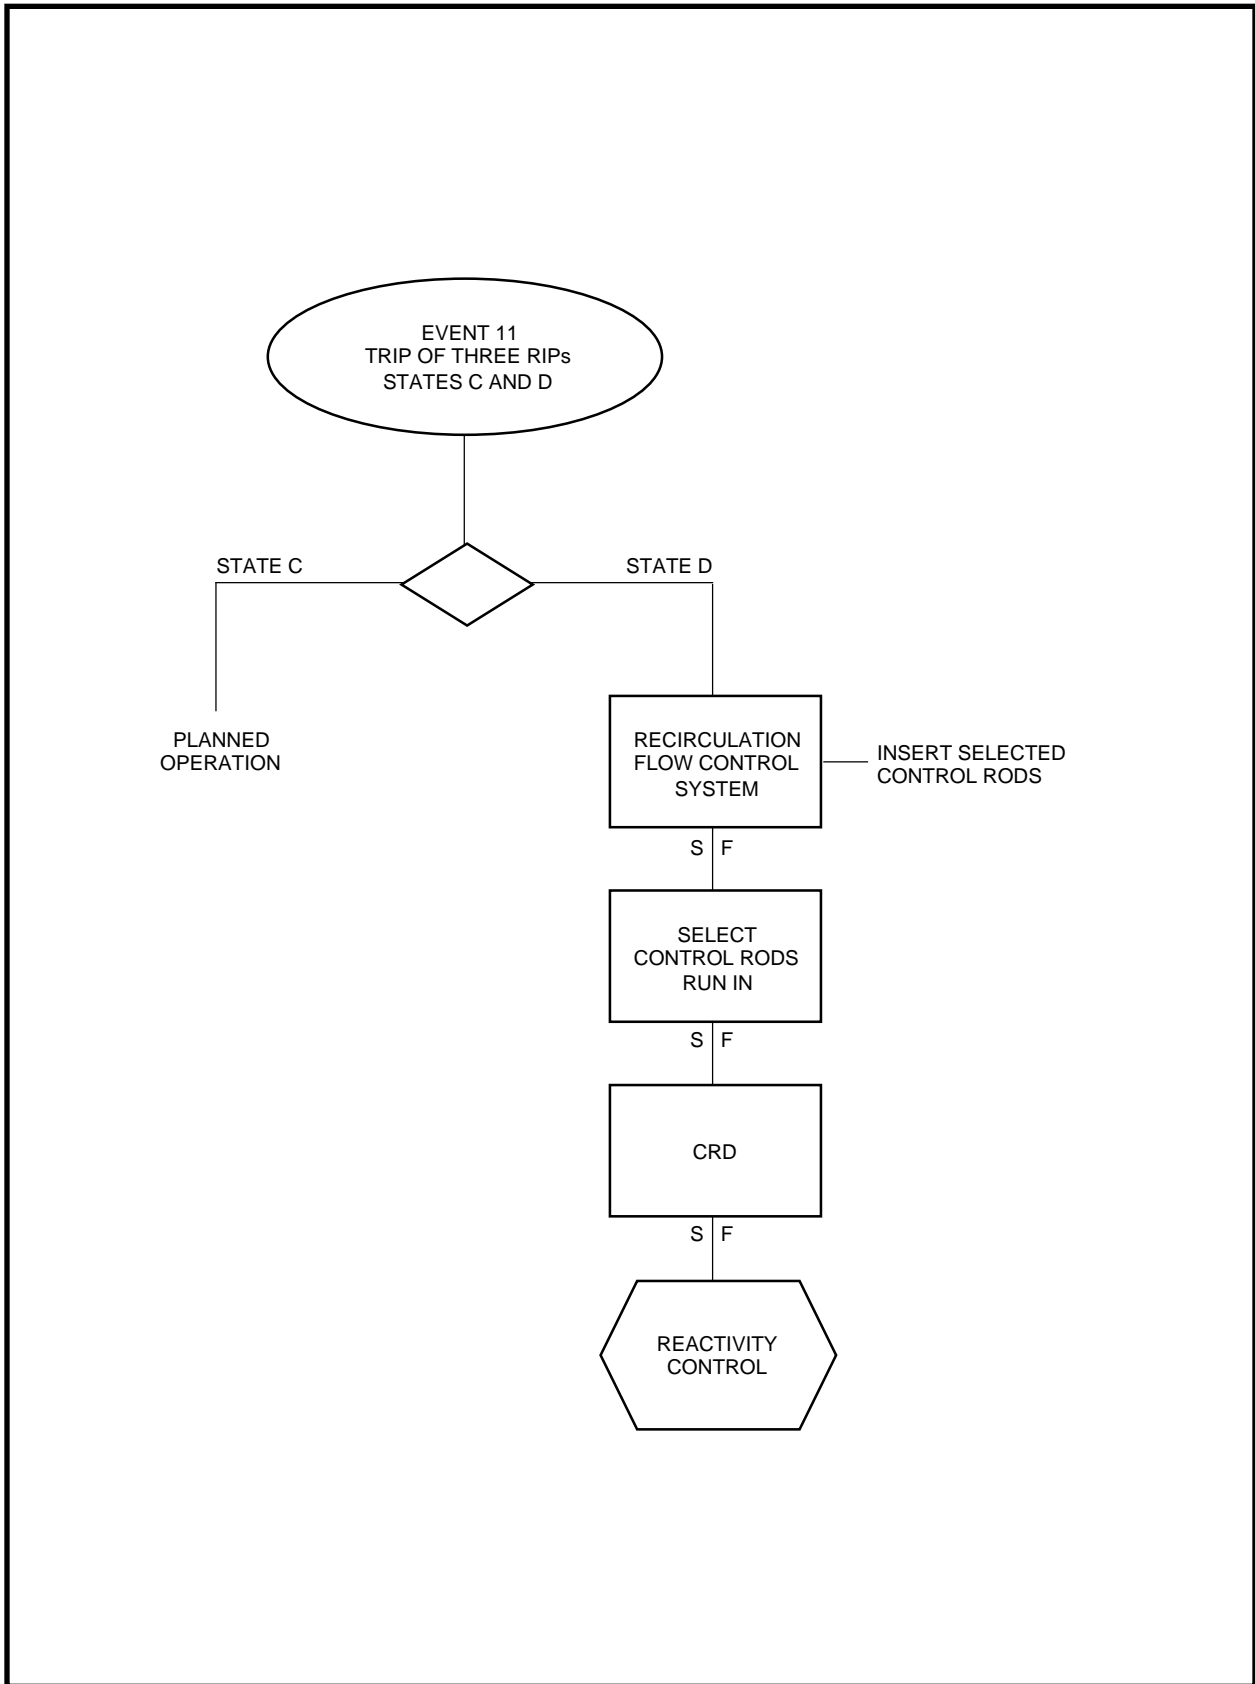 EVENT 11
TRIP OF THREE RIPs
STATES C AND D
STATE C
STATE D
PLANNED
OPERATION
RECIRCULATION
FLOW CONTROL
SYSTEM
INSERT SELECTED
CONTROL RODS
S F
SELECT
CONTROL RODS
RUN IN
S F
CRD
S F
REACTIVITY
CONTROL